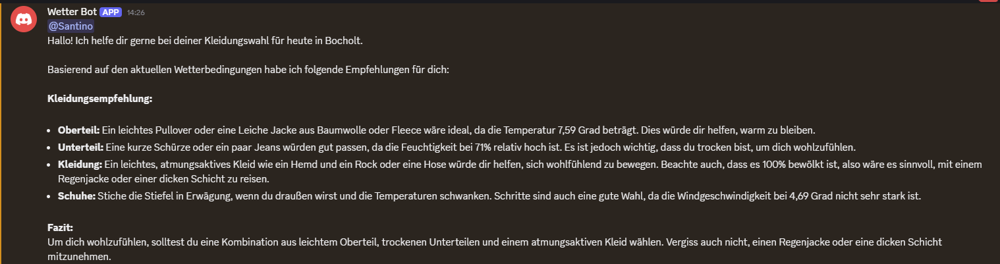 Wetter Bot APP 14:26
@Santino
Hallo! Ich helfe dir gerne bei deiner Kleidungswahl für heute in Bocholt.
Basierend auf den aktuellen Wetterbedingungen habe ich folgende Empfehlungen für dich:
Kleidungsempfehlung:
• Oberteil: Ein leichtes Pullover oder eine Leiche Jacke aus Baumwolle oder Fleece wäre ideal, da die Temperatur 7,59 Grad beträgt. Dies würde dir helfen, warm zu bleiben.
• Unterteil: Eine kurze Schürze oder ein paar Jeans würden gut passen, da die Feuchtigkeit bei 71% relativ hoch ist. Es ist jedoch wichtig, dass du trocken bist, um dich wohlzufühlen.
• Kleidung: Ein leichtes, atmungsaktives Kleid wie ein Hemd und ein Rock oder eine Hose würde dir helfen, sich wohlfühlend zu bewegen. Beachte auch, dass es 100% bewölkt ist, also wäre es sinnvoll, mit einem
Regenjacke oder einer dicken Schicht zu reisen.
• Schuhe: Stiche die Stiefel in Erwägung, wenn du draußen wirst und die Temperaturen schwanken. Schritte sind auch eine gute Wahl, da die Windgeschwindigkeit bei 4,69 Grad nicht sehr stark ist.
Fazit:
Um dich wohlzufühlen, solltest du eine Kombination aus leichtem Oberteil, trockenen Unterteilen und einem atmungsaktiven Kleid wählen. Vergiss auch nicht, einen Regenjacke oder eine dicken Schicht
mitzunehmen.